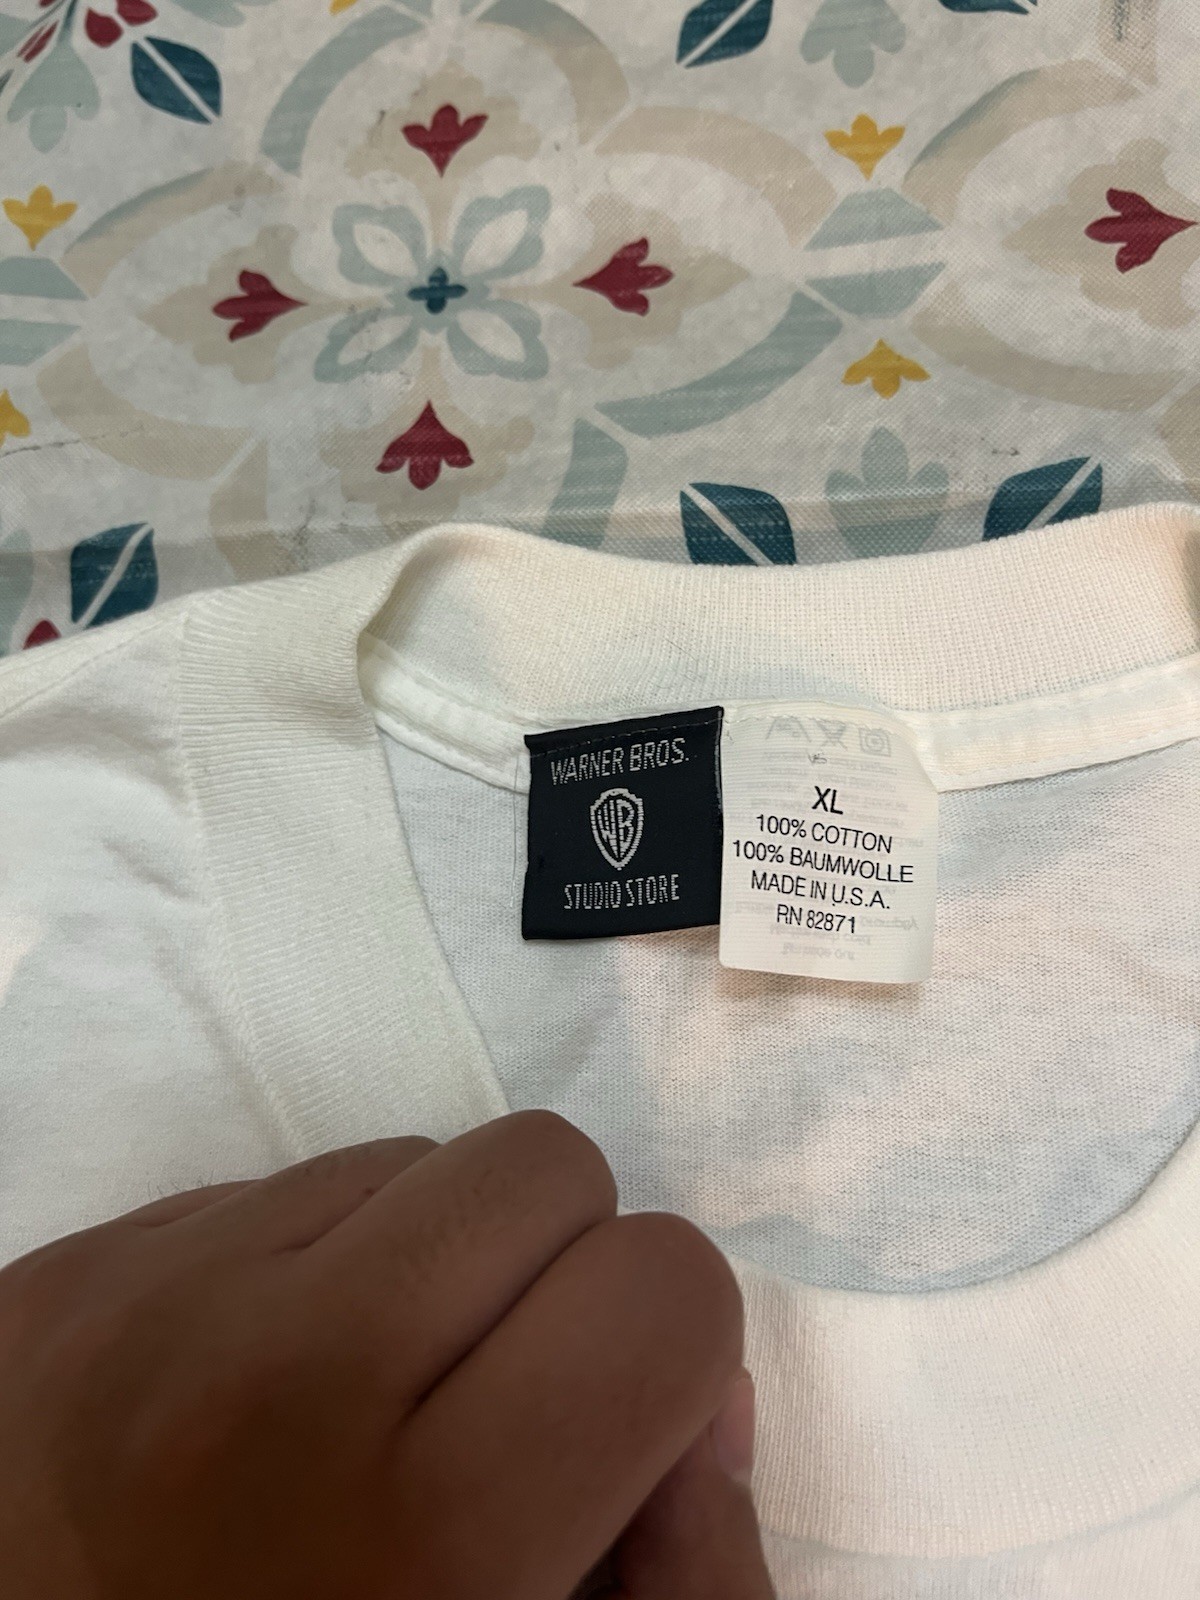 WARNER BROS.
WB
STUDIO STORE
XL
100% COTTON
100% BAUMWOLLE
MADE IN U.S.A.
RN 82871